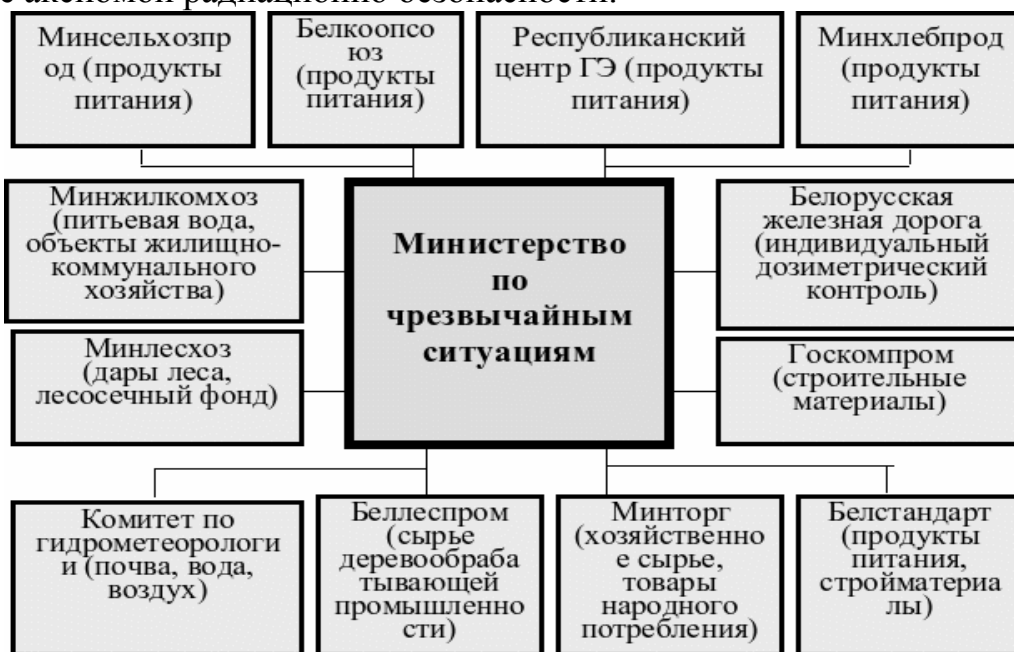 с аксиомой радиационно безопасности.
Минсельхозпр
од (продукты
питания)
Белкоопсо
юз
(продукты
питания)
Республиканский
центр ГЭ (продукты
питания)
Минхлебпрод
(продукты
питания)
Минжилкомхоз
(питьевая вода,
объекты жилищно-
коммунального
хозяйства)
Министерство
по
чрезвычайным
ситуациям
Белорусская
железная дорога
(индивидуальный
дозиметрический
контроль)
Минлесхоз
(дары леса,
лесосечный фонд)
Госкомпром
(строительные
материалы)
Комитет по
гидрометеорологи
и (почва, вода,
воздух)
Беллеспром
(сырье
деревообраба
тывающей
промышленно
сти)
Минторг
(хозяйственно
е сырье,
товары
народного
потребления)
Белстандарт
(продукты
питания,
стройматериа
лы)